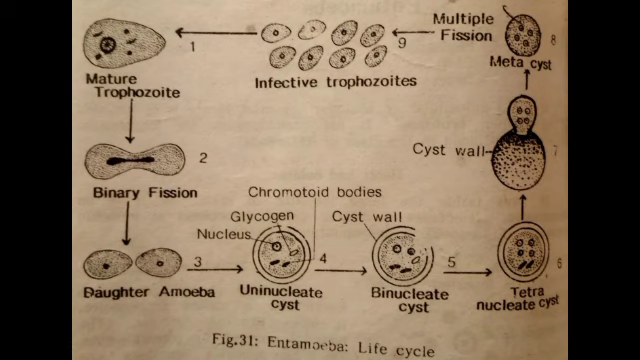 Multiple
Fission
8
Meta cyst
9
1
Infective trophozoites
Mature
Trophozoite
Cyst wall
7
2
Binary Fission
Chromotoid bodies
Glycogen
Cyst wall
Nucleus
3
4
5
6
Daughter Amoeba
Uninucleate
cyst
Binucleate
cyst
Tetra
nucleate cyst
Fig.31: Entamoeba: Life cycle